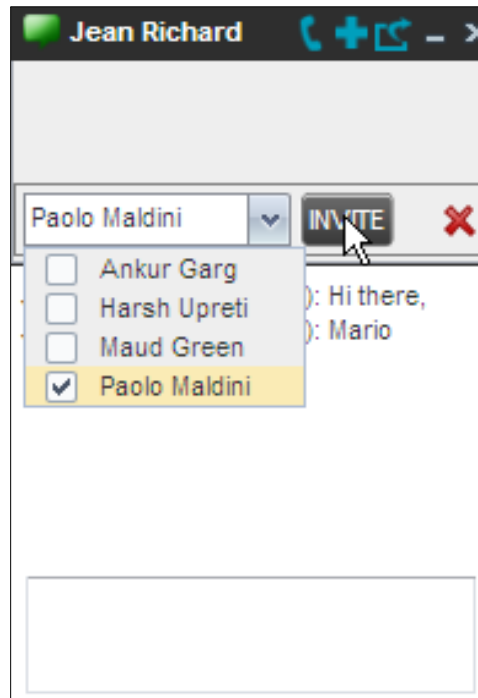 Jean Richard
Paolo Maldini
INVITE
Ankur Garg
): Hi there,
Harsh Upreti
): Mario
Maud Green
Paolo Maldini